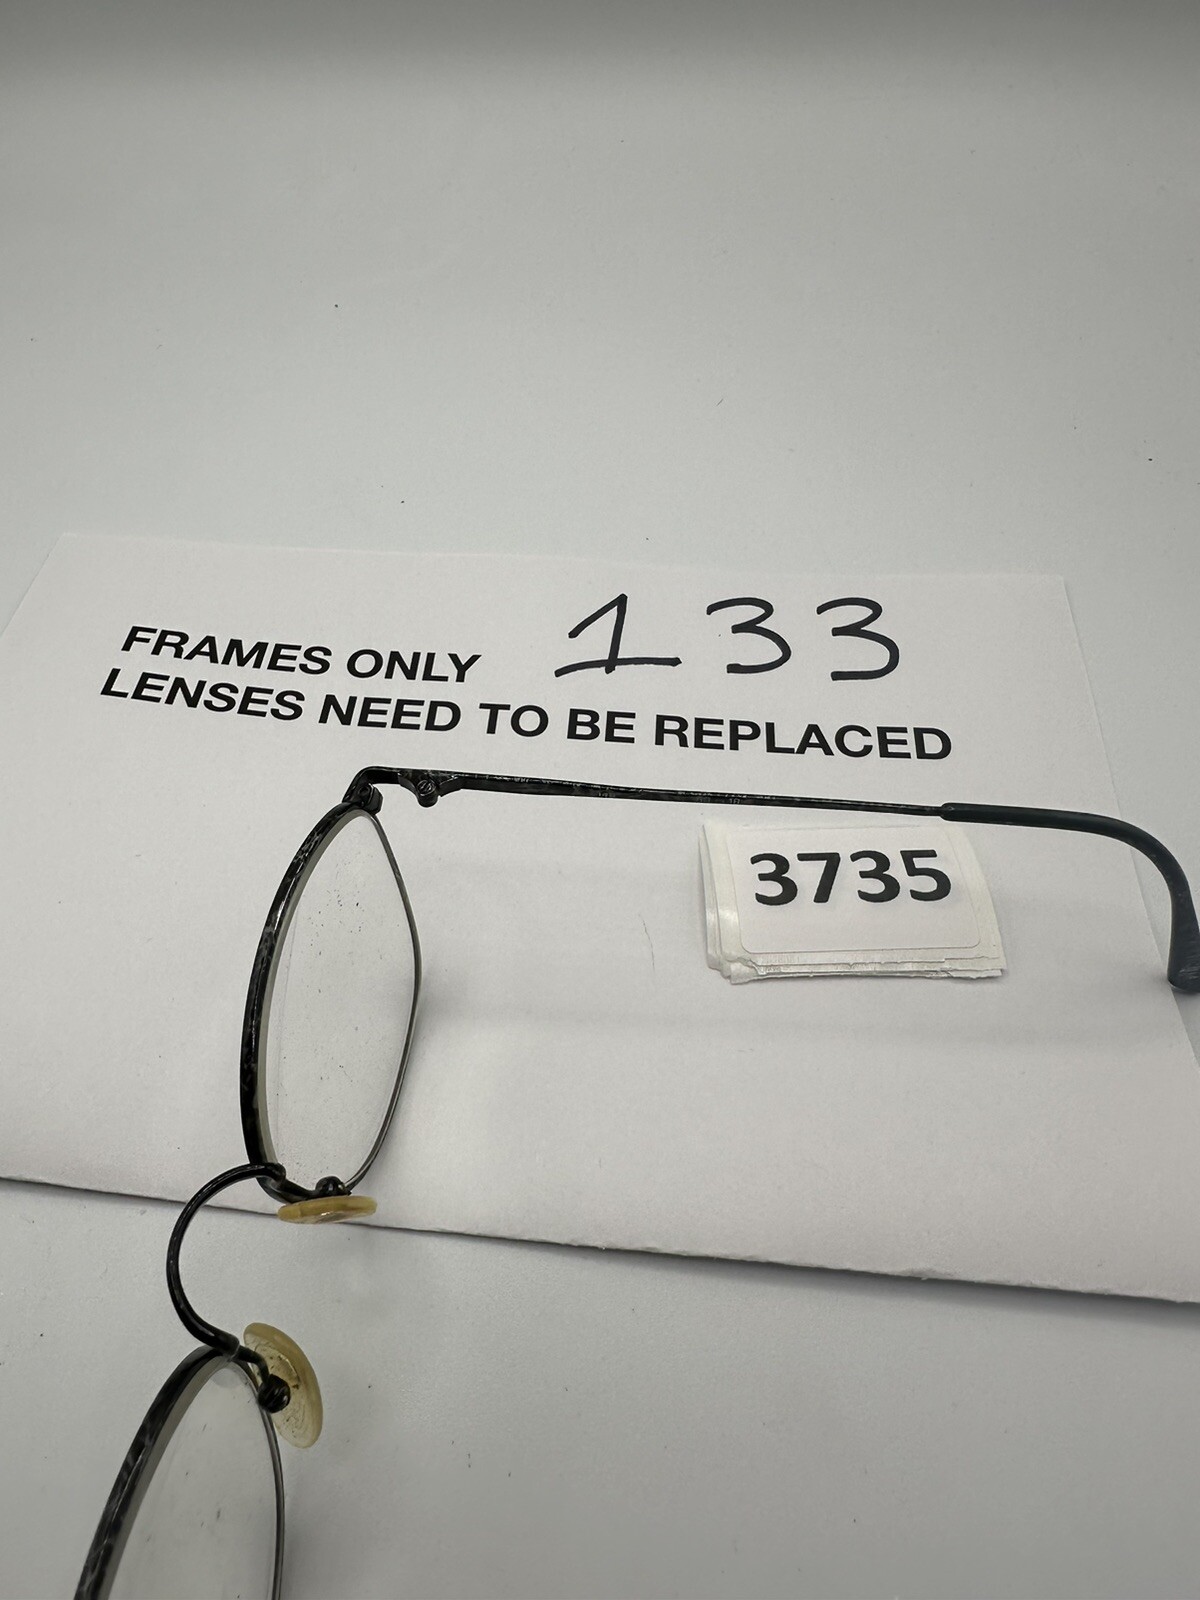 FRAMES ONLY 133
LENSES NEED TO BE REPLACED
3735